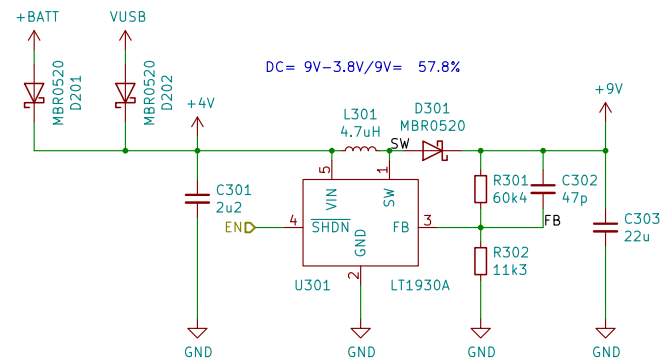 +BATT
VUSB
MBR0520
D201
MBR0520
D202
DC= 9V-3.8V/9V= 57.8%
+4V
L301
4.7uH
SW
D301
MBR0520
+9V
C301
2u2
5
VIN
1
SW
R301
60k4
C302
47p
EN
4
SHDN
GND
2
FB
3
FB
R302
11k3
C303
22u
U301
LT1930A
GND
GND
GND
GND